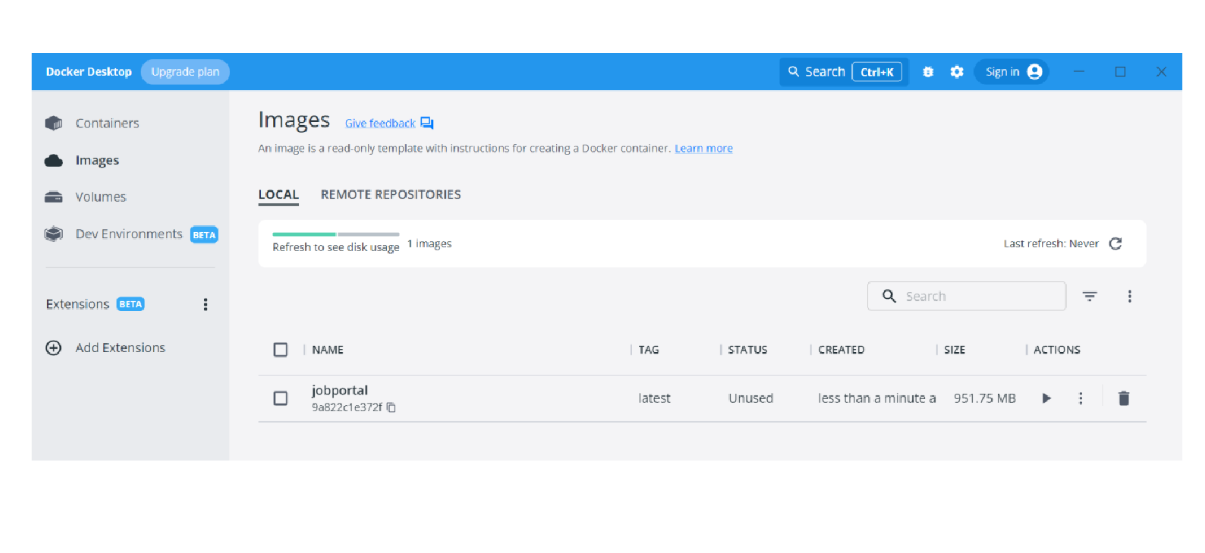 Docker Desktop Upgrade plan Search Ctrl+K Sign in
Containers
Images
Volumes
Dev Environments BETA
Extensions BETA
Add Extensions
Images Give feedback
An image is a read-only template with instructions for creating a Docker container. Learn more
LOCAL REMOTE REPOSITORIES
Refresh to see disk usage 1 images Last refresh: Never
Search
NAME TAG STATUS CREATED SIZE ACTIONS
jobportal latest Unused less than a minute a 951.75 MB
9a822c1e372f